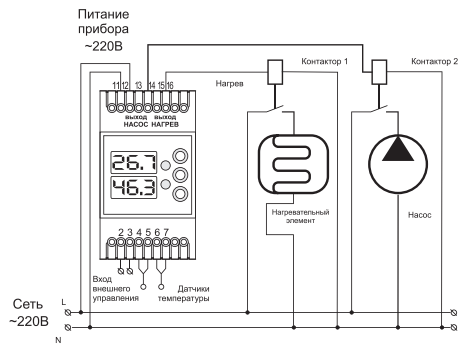 Питание
прибора
~220В
11 12 13 14 15 16
Нагрев
Контактор 1
Контактор 2
ВЫХОД ВЫХОД
НАСОС НАГРЕВ
26.7
46.3
2 3 4 5 6 7
Вход
внешнего
управления
Датчики
температуры
Нагревательный
элемент
Насос
Сеть
~220В
L
N